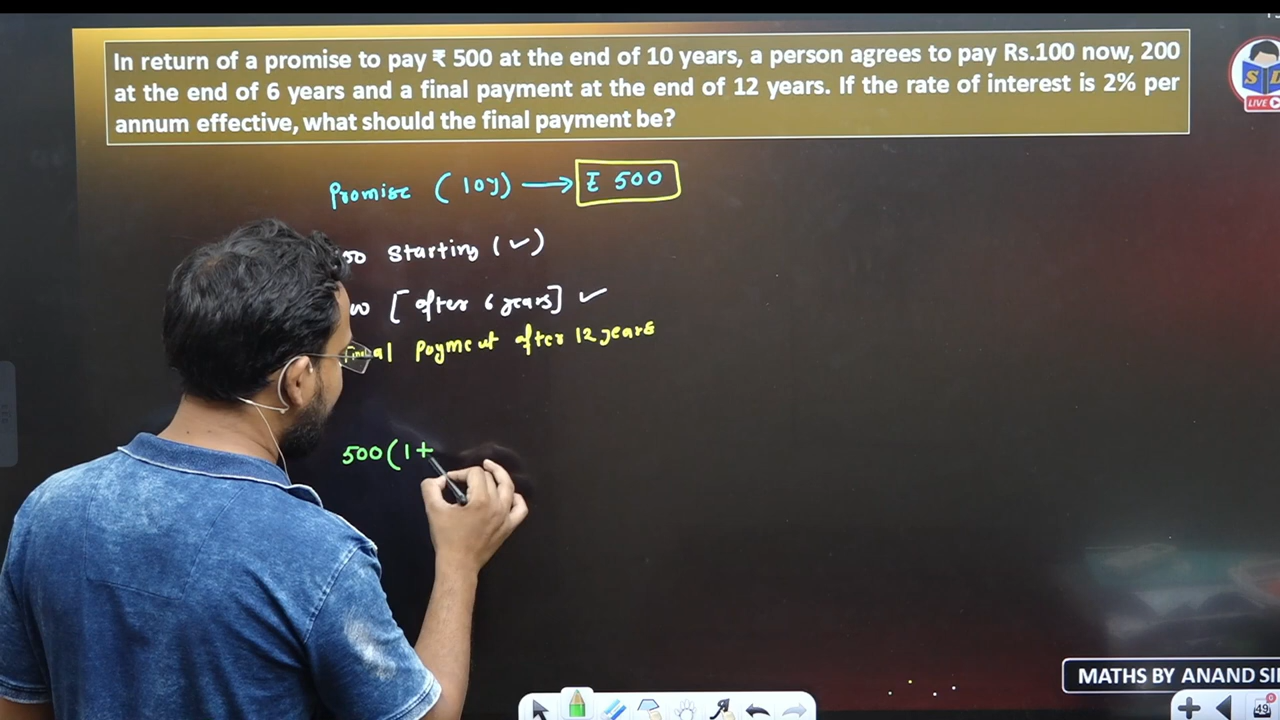 In return of a promise to pay ₹ 500 at the end of 10 years, a person agrees to pay Rs.100 now, 200
at the end of 6 years and a final payment at the end of 12 years. If the rate of interest is 2% per
annum effective, what should the final payment be?
LIVE
Promise (10y) → ₹ 500
Starting (✓)
[after 6 years] ✓
Payment after 12 years
500(1+
MATHS BY ANAND
49